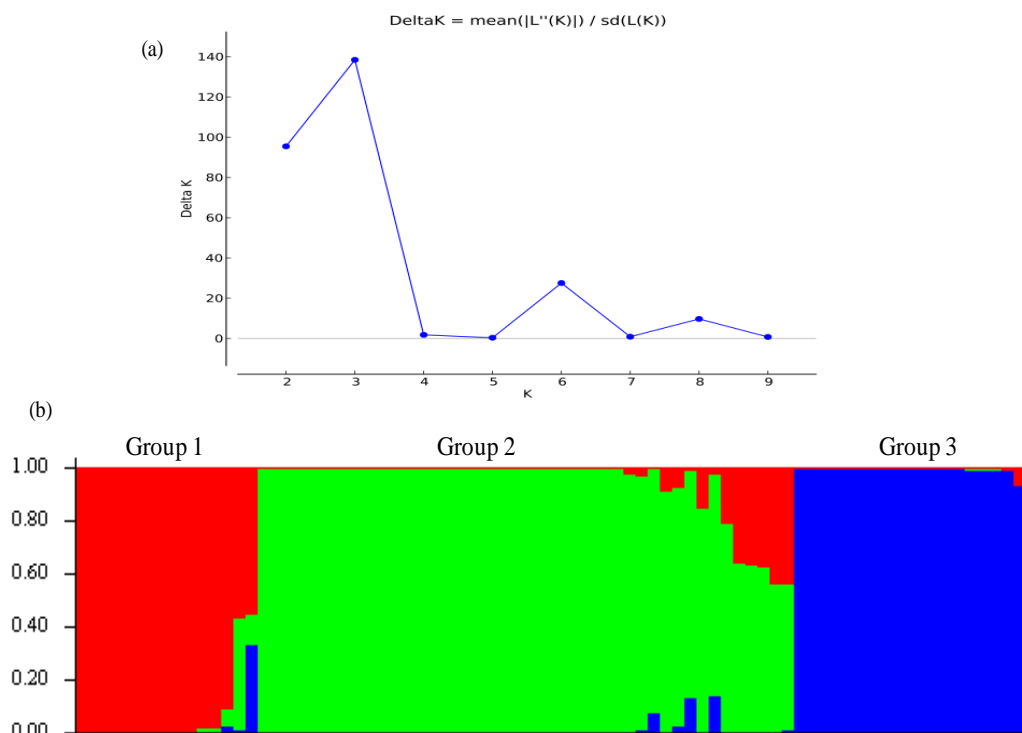 DeltaK = mean(|L''(K)|) / sd(L(K))
(a)
140
120
100
80
60
40
20
0
Delta K
2 3 4 5 6 7 8 9
K
(b)
Group 1 Group 2 Group 3
1.00
0.80
0.60
0.40
0.20
0.00